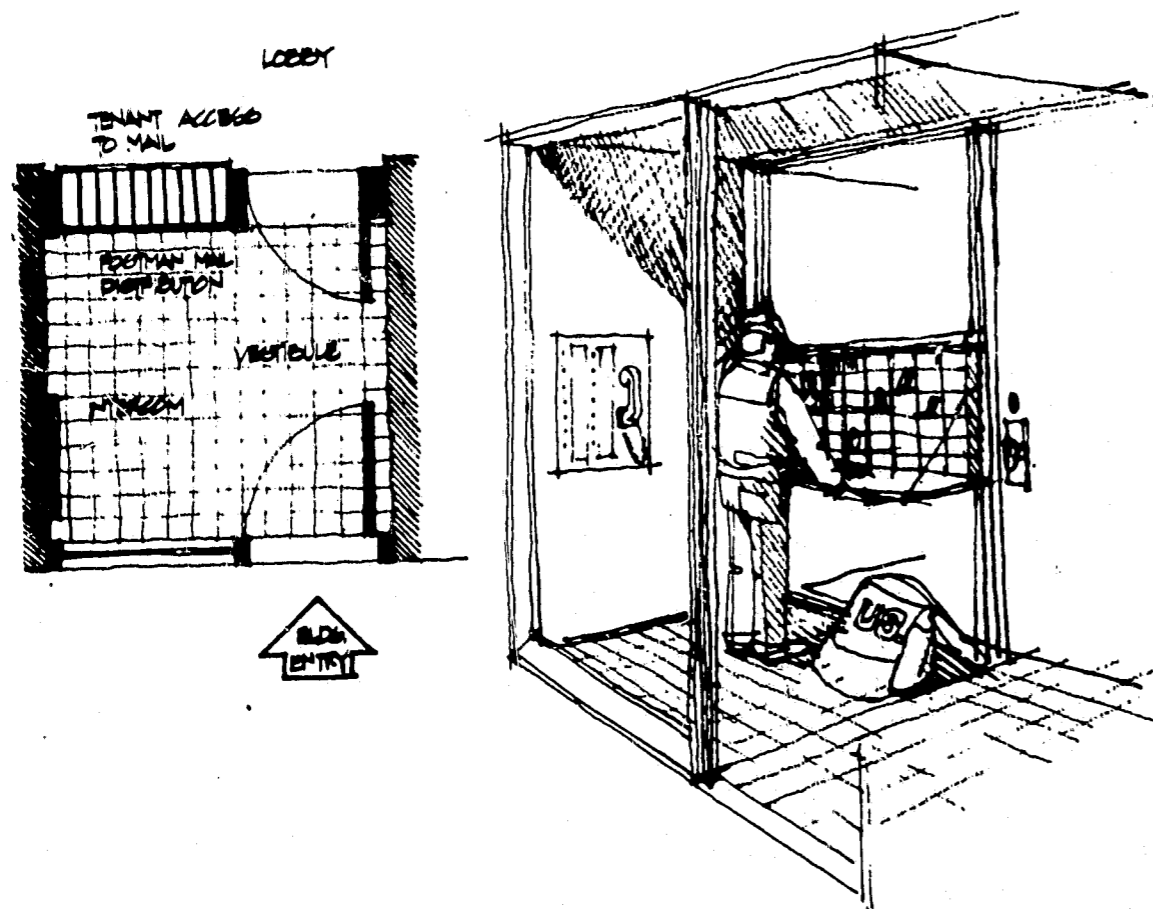 LOBBY
TENANT ACCESS
TO MAIL
POSTMAN MAIL
DISTRIBUTION
VESTIBULE
INTERCOM
BLDG.
ENTRY
US